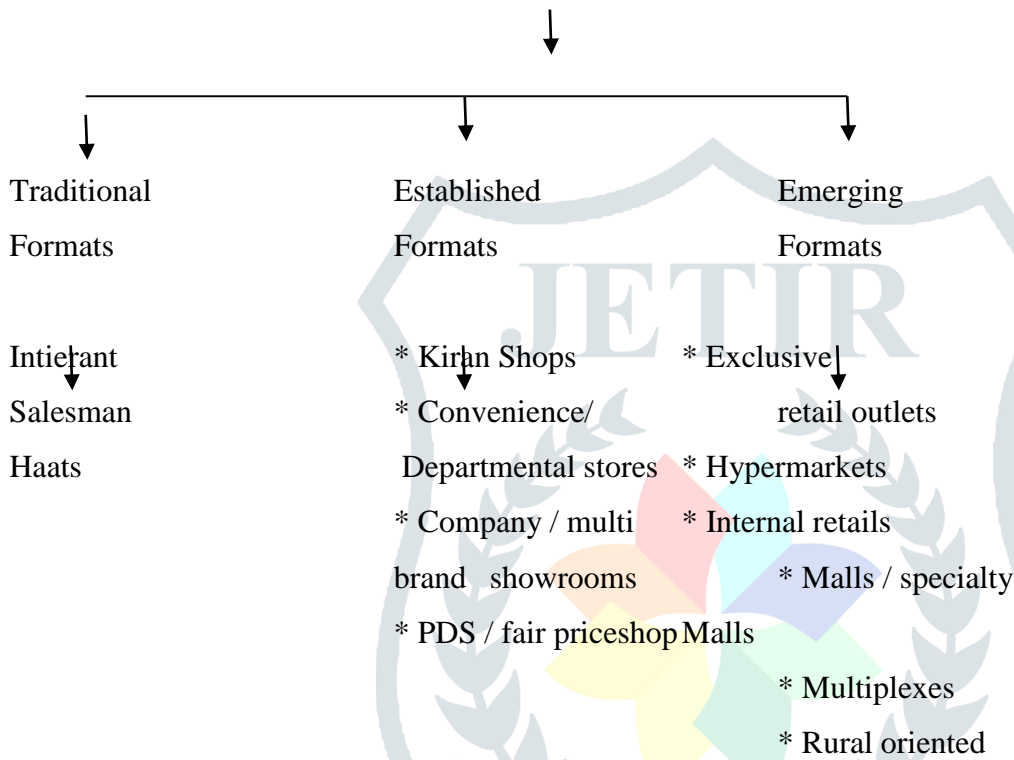 Traditional
Formats
Intierant
Salesman
Haats
Established
Formats
* Kiran Shops
* Convenience/
Departmental stores
* Company / multi
brand showrooms
* PDS / fair priceshop
Emerging
Formats
* Exclusive
retail outlets
* Hypermarkets
* Internal retails
* Malls / specialty
Malls
* Multiplexes
* Rural oriented
JETIR